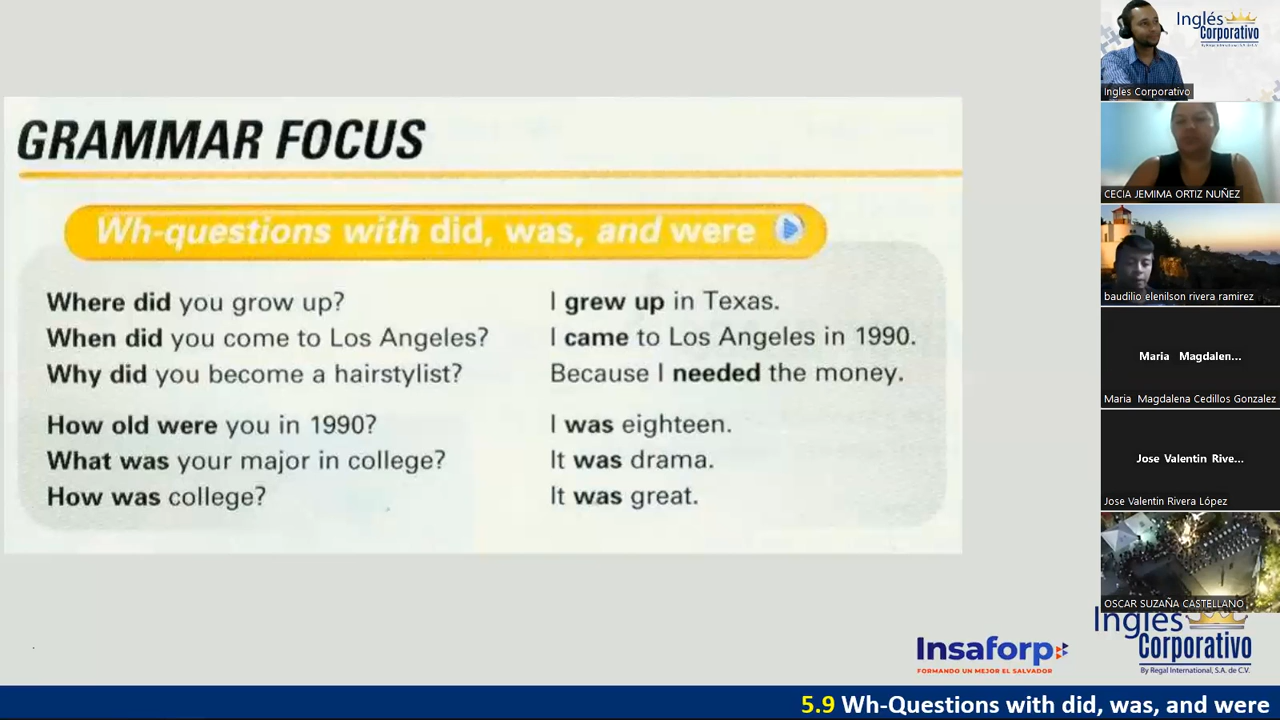 GRAMMAR FOCUS
Wh-questions with did, was, and were
Where did you grow up? I grew up in Texas.
When did you come to Los Angeles? I came to Los Angeles in 1990.
Why did you become a hairstylist? Because I needed the money.
How old were you in 1990? I was eighteen.
What was your major in college? It was drama.
How was college? It was great.
Inglés
Corporativo
Ingles Corporativo
CECIA JEMIMA ORTIZ NUÑEZ
baudilio elenilson rivera ramirez
Maria Magdalen...
Maria Magdalena Cedillos Gonzalez
Jose Valentin Rive...
Jose Valentin Rivera López
OSCAR SUZAÑA CASTELLANO
Insaforp
FORMANDO UN MEJOR EL SALVADOR
Inglés
Corporativo
By Regal International, S.A. de C.V.
5.9 Wh-Questions with did, was, and were